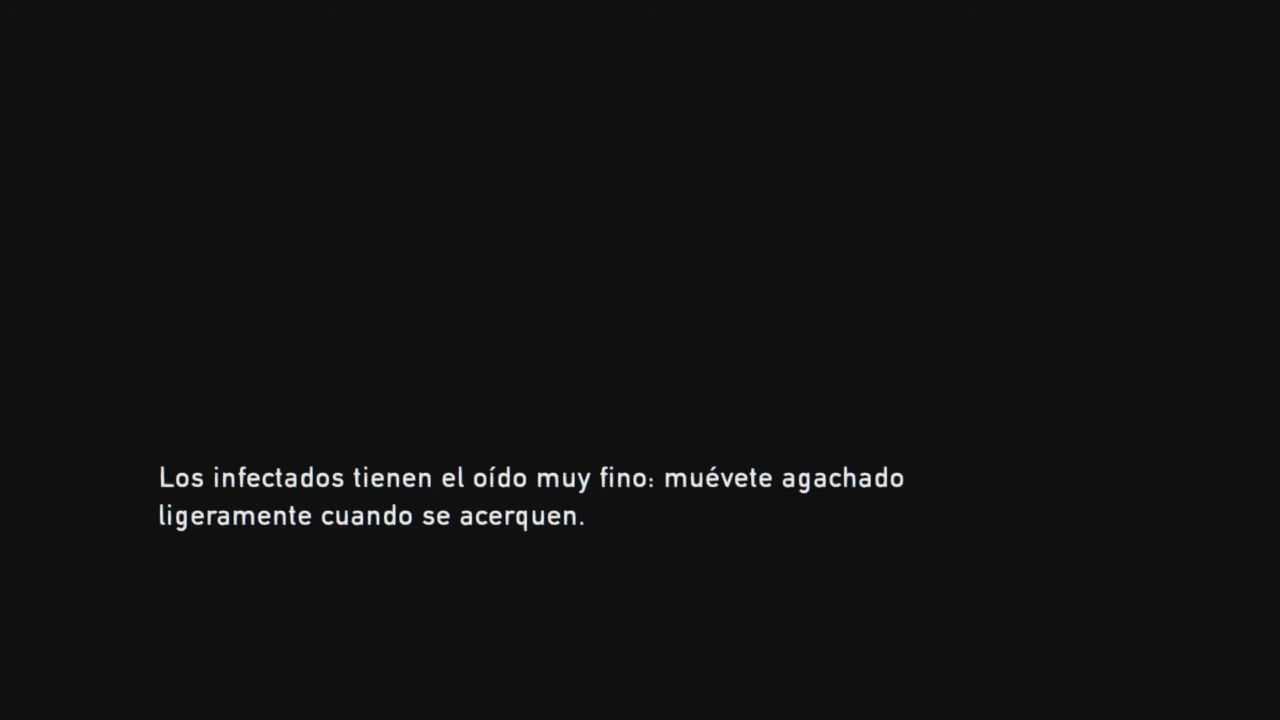 Los infectados tienen el oído muy fino: muévete agachado
ligeramente cuando se acerquen.